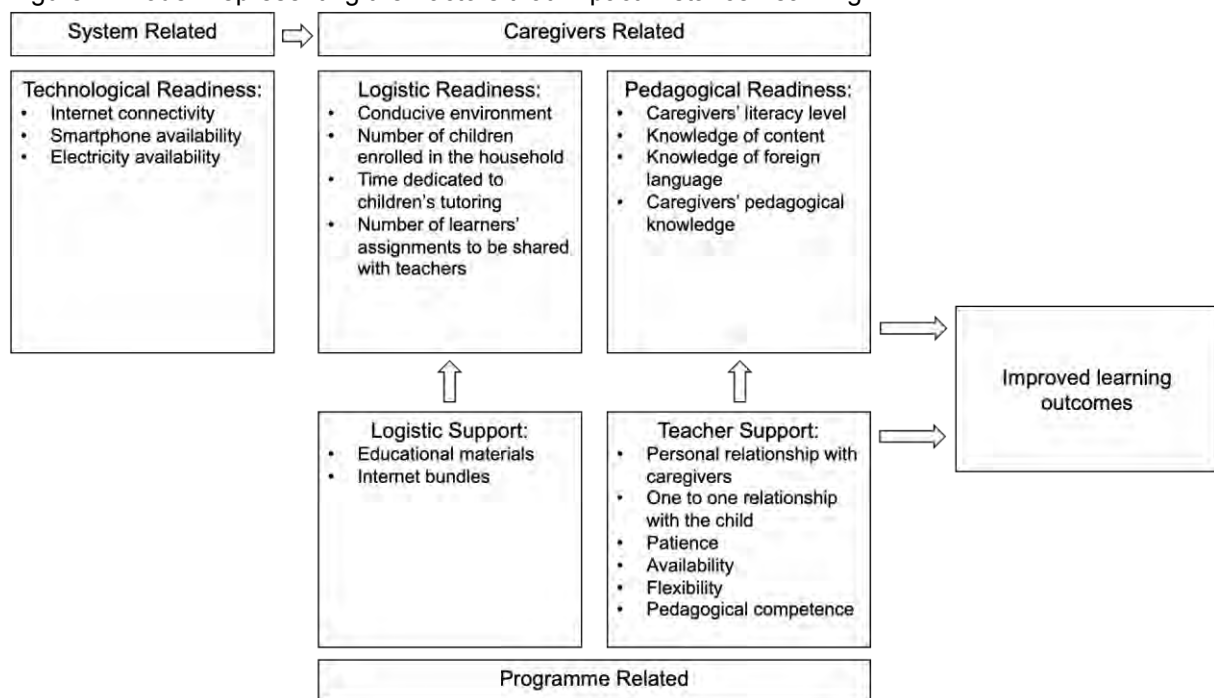 System Related
Caregivers Related
Technological Readiness:
• Internet connectivity
• Smartphone availability
• Electricity availability
Logistic Readiness:
• Conducive environment
• Number of children
enrolled in the household
• Time dedicated to
children's tutoring
• Number of learners'
assignments to be shared
with teachers
Pedagogical Readiness:
• Caregivers' literacy level
• Knowledge of content
• Knowledge of foreign
language
• Caregivers' pedagogical
knowledge
Logistic Support:
• Educational materials
• Internet bundles
Teacher Support:
• Personal relationship with
caregivers
• One to one relationship
with the child
• Patience
• Availability
• Flexibility
• Pedagogical competence
Improved learning
outcomes
Programme Related